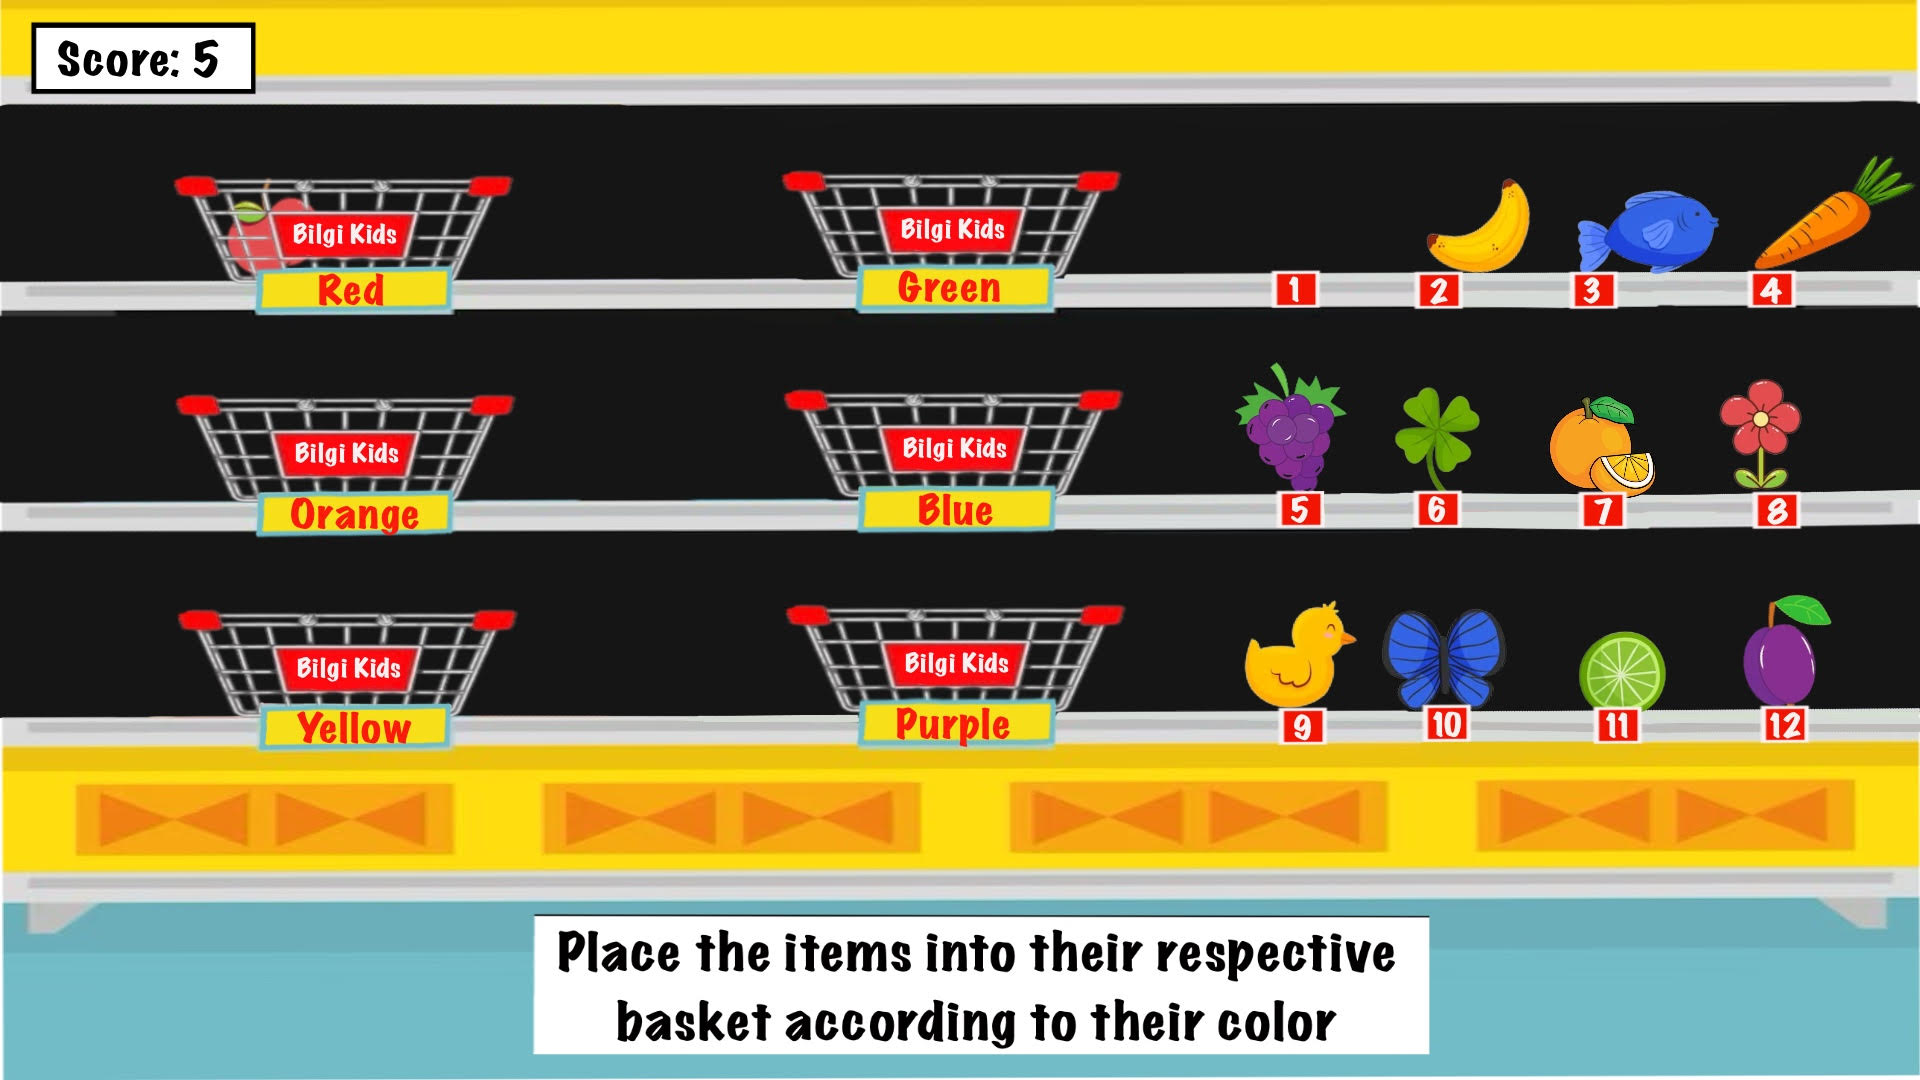 Score: 5
Bilgi Kids
Red
Bilgi Kids
Green
1
2
3
4
Bilgi Kids
Orange
Bilgi Kids
Blue
5
6
7
8
Bilgi Kids
Yellow
Bilgi Kids
Purple
9
10
11
12
Place the items into their respective
basket according to their color